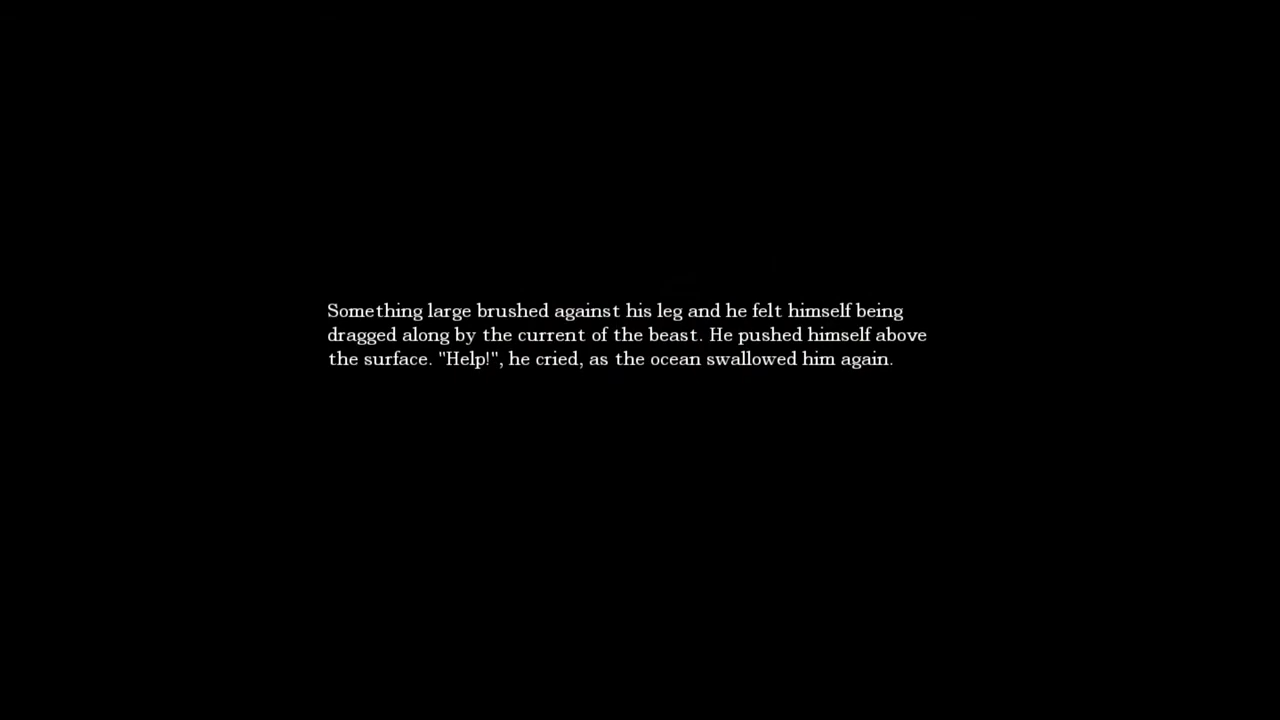 Something large brushed against his leg and he felt himself being
dragged along by the current of the beast. He pushed himself above
the surface. "Help!", he cried, as the ocean swallowed him again.